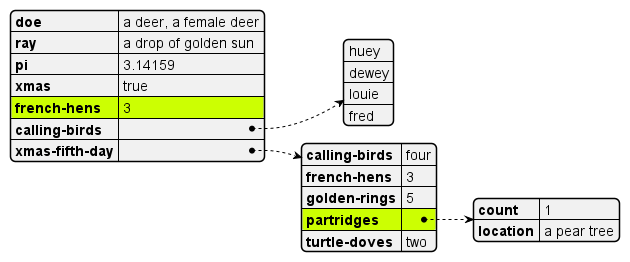 doe a deer, a female deer
ray a drop of golden sun
pi 3.14159
xmas true
french-hens 3
calling-birds
xmas-fifth-day
huey
dewey
louie
fred
calling-birds four
french-hens 3
golden-rings 5
partridges
turtle-doves two
count 1
location a pear tree